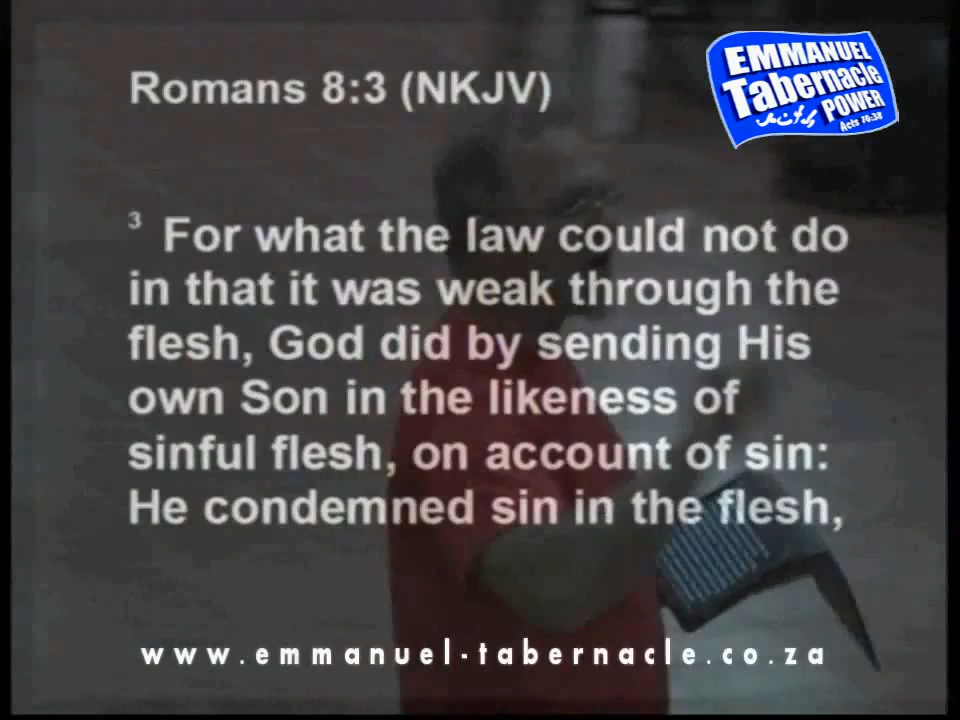 Romans 8:3 (NKJV)
EMMANUEL
Tabernacle
POWER
Acts 10:38
3 For what the law could not do
in that it was weak through the
flesh, God did by sending His
own Son in the likeness of
sinful flesh, on account of sin:
He condemned sin in the flesh,
www.emmanuel-tabernacle.co.za